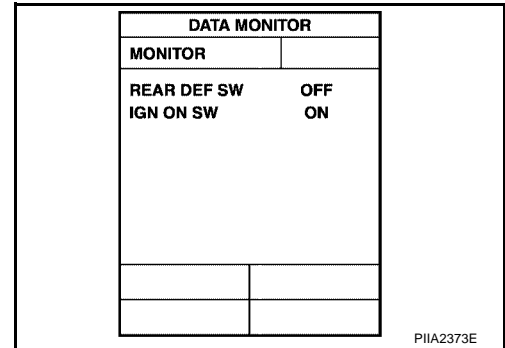 DATA MONITOR
MONITOR
REAR DEF SW OFF
IGN ON SW ON
PIIA2373E